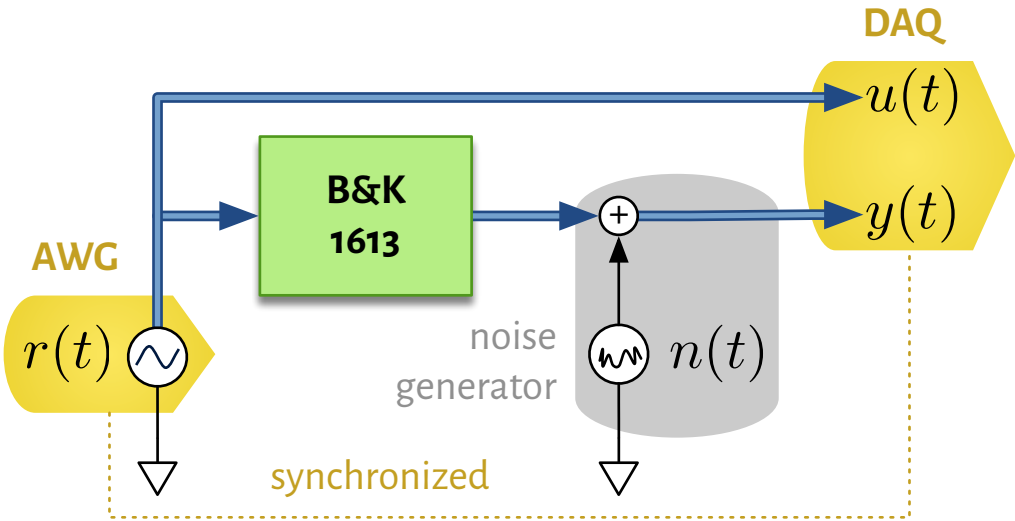 DAQ
u(t)
B&K
1613
y(t)
AWG
r(t)
noise
generator
n(t)
synchronized